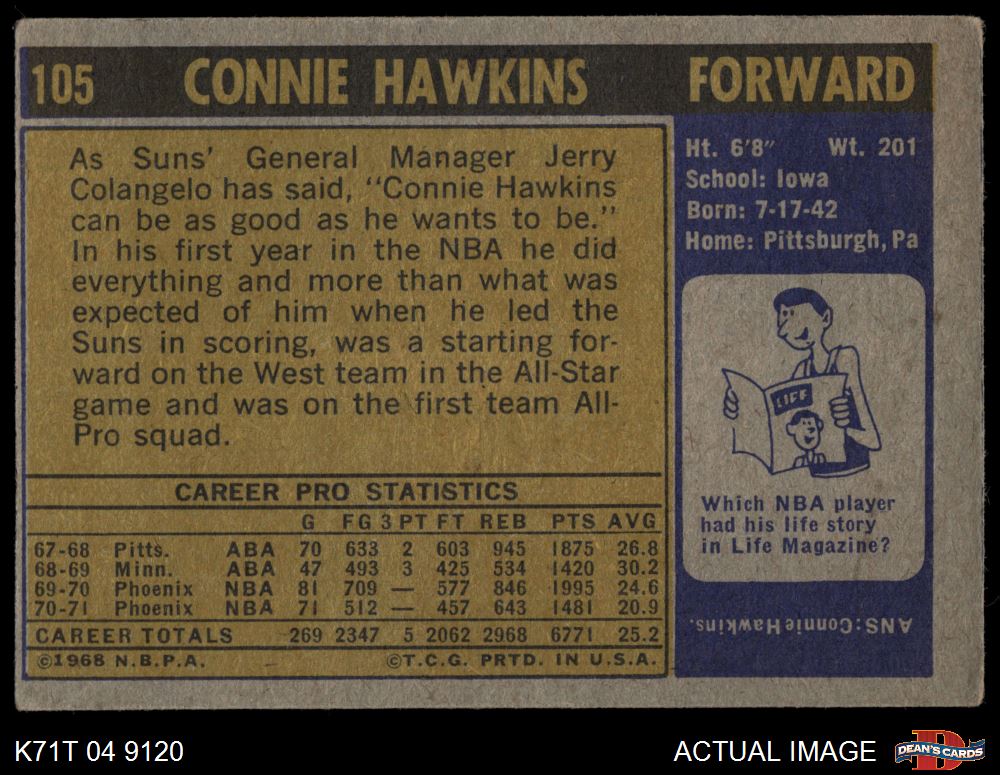 105 CONNIE HAWKINS FORWARD
As Suns' General Manager Jerry
Colangelo has said, "Connie Hawkins
can be as good as he wants to be."
In his first year in the NBA he did
everything and more than what was
expected of him when he led the
Suns in scoring, was a starting for-
ward on the West team in the All-Star
game and was on the first team All-
Pro squad.
CAREER PRO STATISTICS
G FG 3 PT FT REB PTS AVG
67-68 Pitts. ABA 70 633 2 603 945 1875 26.8
68-69 Minn. ABA 47 493 3 425 534 1420 30.2
69-70 Phoenix NBA 81 709 — 577 846 1995 24.6
70-71 Phoenix NBA 71 512 — 457 643 1481 20.9
CAREER TOTALS 269 2347 5 2062 2968 6771 25.2
©1968 N.B.P.A. ©T.C.G. PRTD. IN U.S.A.
Ht. 6'8" Wt. 201
School: Iowa
Born: 7-17-42
Home: Pittsburgh, Pa
LIFE
Which NBA player
had his life story
in Life Magazine?
ANS: Connie Hawkins.
K71T 04 9120
ACTUAL IMAGE
D
DEAN'S CARDS